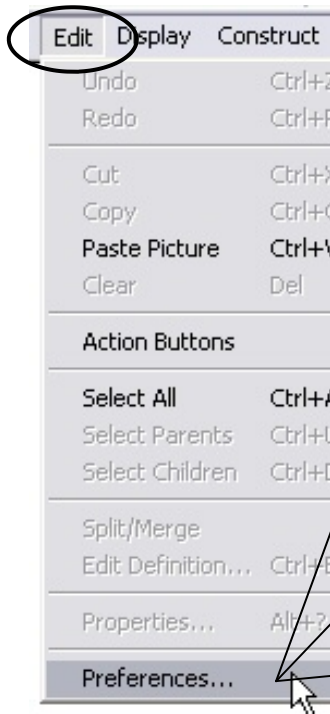 Edit Display Construct
Undo Ctrl+Z
Redo Ctrl+R
Cut Ctrl+X
Copy Ctrl+C
Paste Picture Ctrl+V
Clear Del
Action Buttons
Select All Ctrl+A
Select Parents Ctrl+U
Select Children Ctrl+D
Split/Merge
Edit Definition... Ctrl+E
Properties... Alt+?
Preferences...